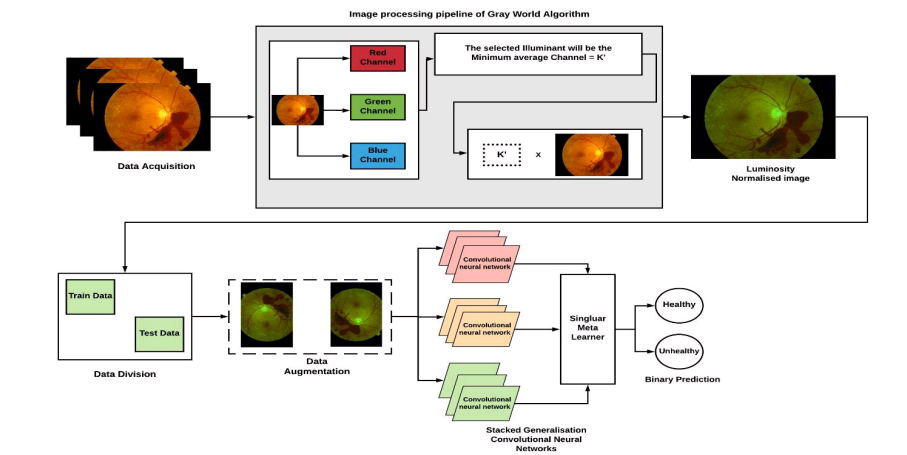 Image processing pipeline of Gray World Algorithm
Red
Channel
Green
Channel
Blue
Channel
The selected Illuminant will be the
Minimum average Channel = K'
K'
x
Data Acquisition
Luminosity
Normalised image
Train Data
Test Data
Data Division
Data
Augmentation
Convolutional
neural network
Convolutional
neural network
Convolutional
neural network
Stacked Generalisation
Convolutional Neural
Networks
Singluar
Meta
Learner
Healthy
Unhealthy
Binary Prediction